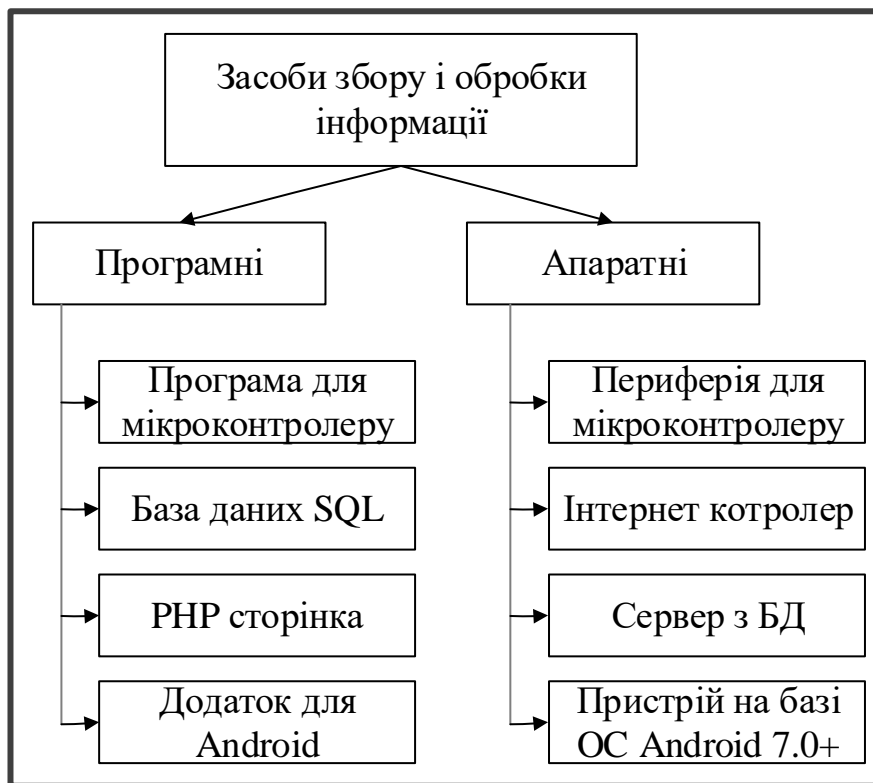 Засоби збору і обробки
інформації
Програмні
Апаратні
Програма для
мікроконтролеру
База даних SQL
PHP сторінка
Додаток для
Android
Периферія для
мікроконтролеру
Інтернет котролер
Сервер з БД
Пристрій на базі
ОС Android 7.0+